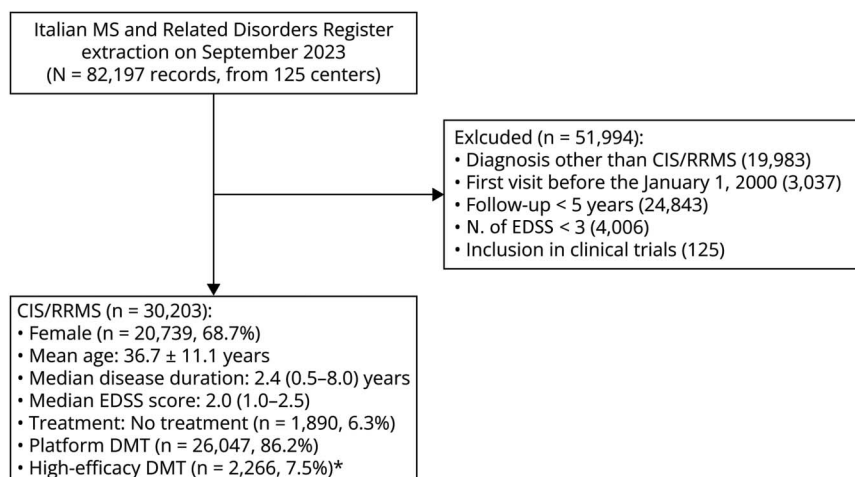 Italian MS and Related Disorders Register
extraction on September 2023
(N = 82,197 records, from 125 centers)
Exlcuded (n = 51,994):
• Diagnosis other than CIS/RRMS (19,983)
• First visit before the January 1, 2000 (3,037)
• Follow-up < 5 years (24,843)
• N. of EDSS < 3 (4,006)
• Inclusion in clinical trials (125)
CIS/RRMS (n = 30,203):
• Female (n = 20,739, 68.7%)
• Mean age: 36.7 ± 11.1 years
• Median disease duration: 2.4 (0.5–8.0) years
• Median EDSS score: 2.0 (1.0–2.5)
• Treatment: No treatment (n = 1,890, 6.3%)
• Platform DMT (n = 26,047, 86.2%)
• High-efficacy DMT (n = 2,266, 7.5%)*